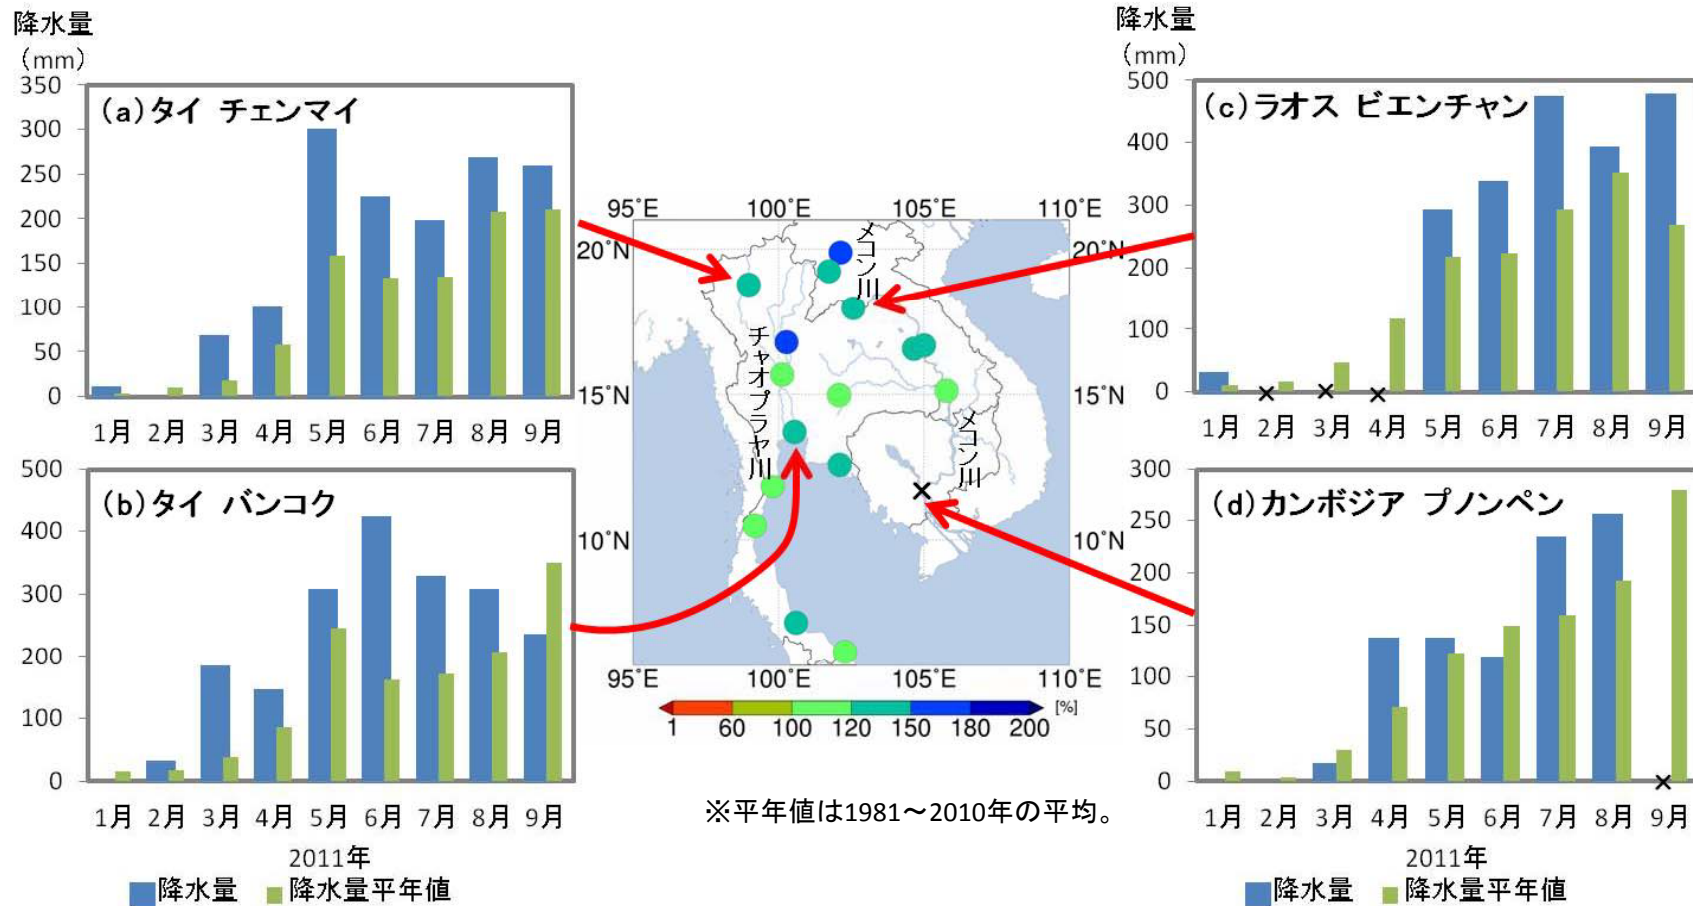 降水量
（mm）
350
300
250
200
150
100
50
0
(a)タイ チェンマイ
1月 2月 3月 4月 5月 6月 7月 8月 9月
500
400
300
200
100
0
(b)タイ バンコク
1月 2月 3月 4月 5月 6月 7月 8月 9月
2011年
降水量 降水量平年値
95°E 100°E 105°E 110°E
20°N 20°N
15°N 15°N
10°N 10°N
メコン川
チャオプラヤ川
メコン川
95°E 100°E 105°E 110°E
1 60 100 120 150 180 200 [%]
※平年値は1981～2010年の平均。
降水量
（mm）
500
400
300
200
100
0
(c)ラオス ビエンチャン
1月 2月 3月 4月 5月 6月 7月 8月 9月
300
250
200
150
100
50
0
(d)カンボジア プノンペン
1月 2月 3月 4月 5月 6月 7月 8月 9月
2011年
降水量 降水量平年値